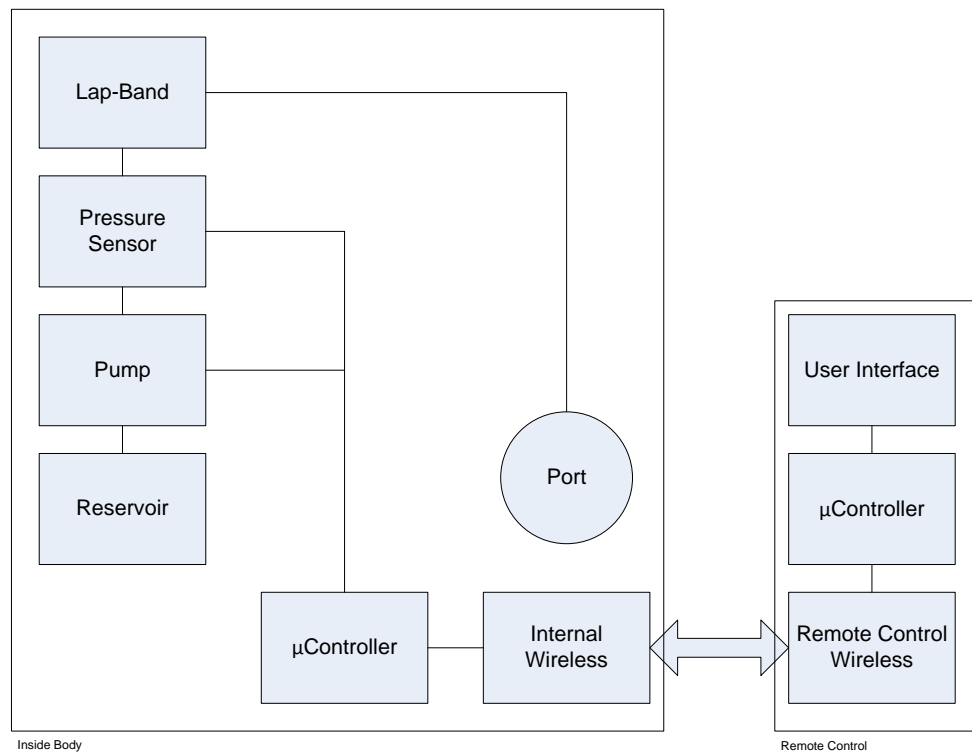 Lap-Band
Pressure
Sensor
Pump
Reservoir
Port
μController
Internal
Wireless
Inside Body
User Interface
μController
Remote Control
Wireless
Remote Control